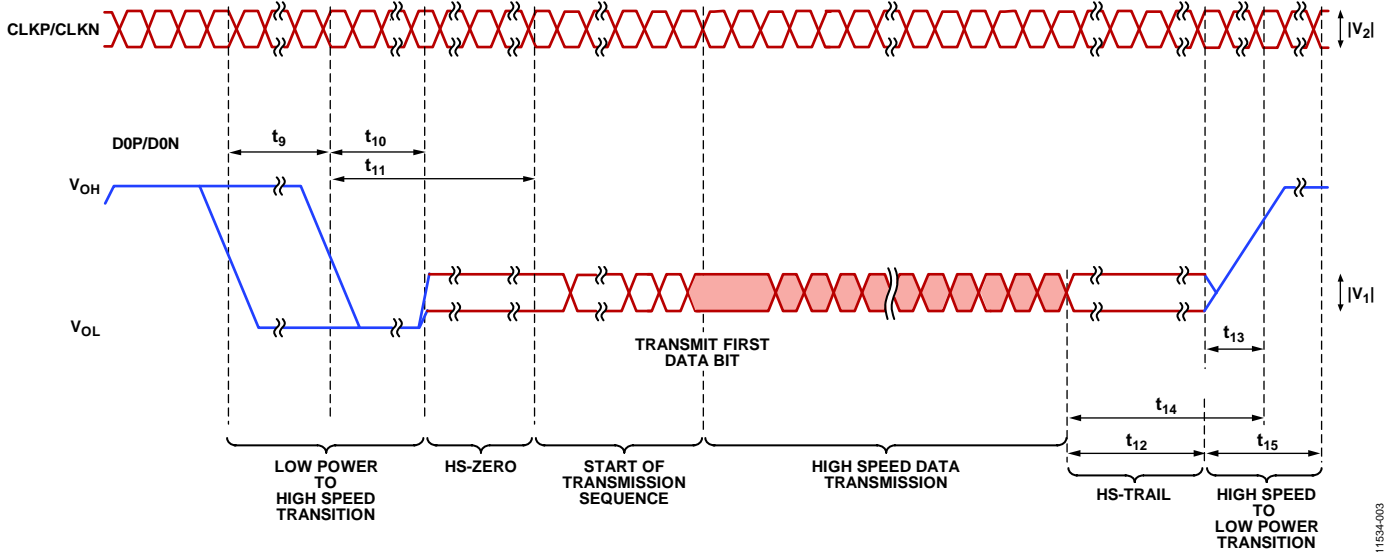 CLKP/CLKN
|V2|
D0P/D0N
t9
t10
t11
VOH
VOL
|V1|
TRANSMIT FIRST
DATA BIT
t13
t14
t12
t15
LOW POWER
TO
HIGH SPEED
TRANSITION
HS-ZERO
START OF
TRANSMISSION
SEQUENCE
HIGH SPEED DATA
TRANSMISSION
HS-TRAIL
HIGH SPEED
TO
LOW POWER
TRANSITION
11534-003